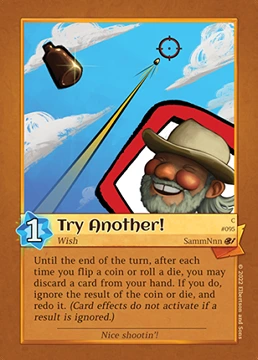 C
#095
1
Try Another!
Wish
SammNnn
Until the end of the turn, after each
time you flip a coin or roll a die, you may
discard a card from your hand. If you do,
ignore the result of the coin or die, and
redo it. (Card effects do not activate if a
result is ignored.)
Nice shootin'!
© 2022 Elbertsson and Sons